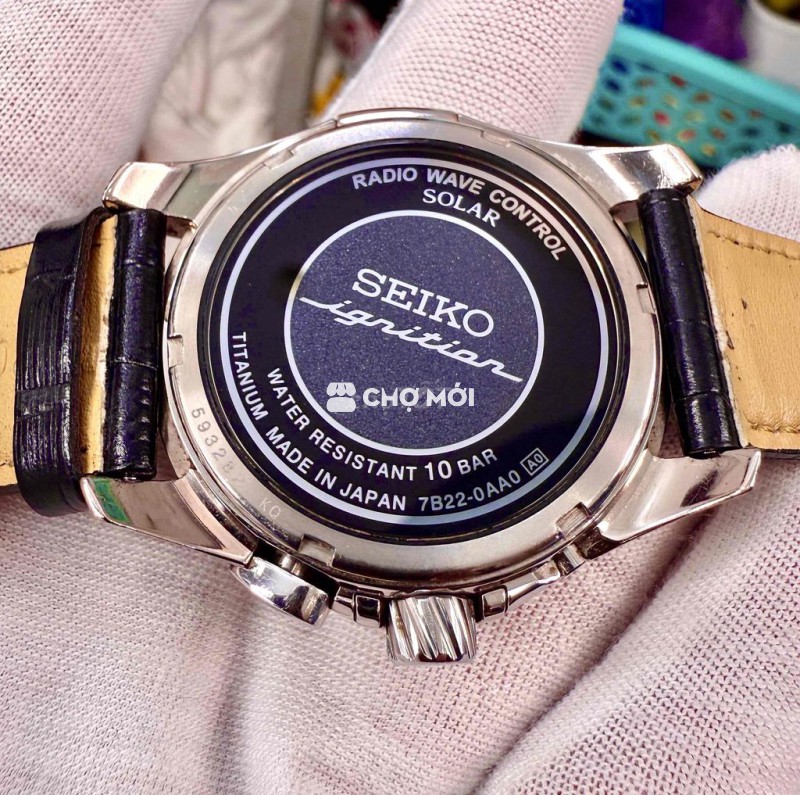 RADIO WAVE CONTROL
SOLAR
SEIKO
ignition
CHỢ MỚI
WATER RESISTANT 10 BAR
TITANIUM MADE IN JAPAN 7B22-0AA0 A0
KO